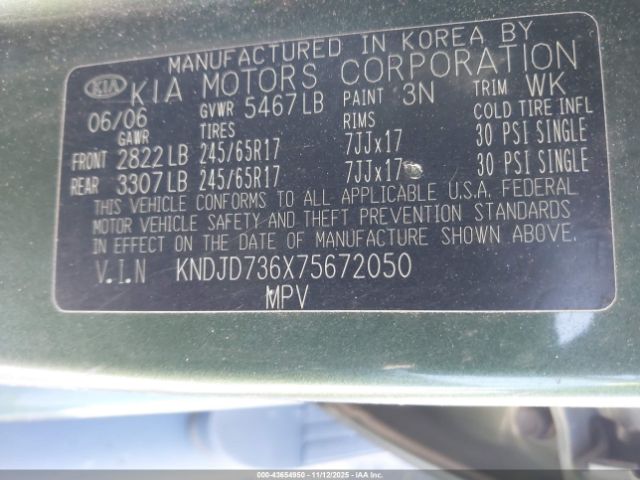 MANUFACTURED IN KOREA BY
KIA KIA MOTORS CORPORATION
06/06 GVWR 5467LB PAINT 3N TRIM WK
GAWR TIRES RIMS COLD TIRE INFL
FRONT 2822LB 245/65R17 7JJx17 30 PSI SINGLE
REAR 3307LB 245/65R17 7JJx17 30 PSI SINGLE
THIS VEHICLE CONFORMS TO ALL APPLICABLE U.S.A. FEDERAL
MOTOR VEHICLE SAFETY AND THEFT PREVENTION STANDARDS
IN EFFECT ON THE DATE OF MANUFACTURE SHOWN ABOVE.
V.I.N KNDJD736X75672050
MPV
000-43654950 - 11/12/2025 - IAAI, Inc.